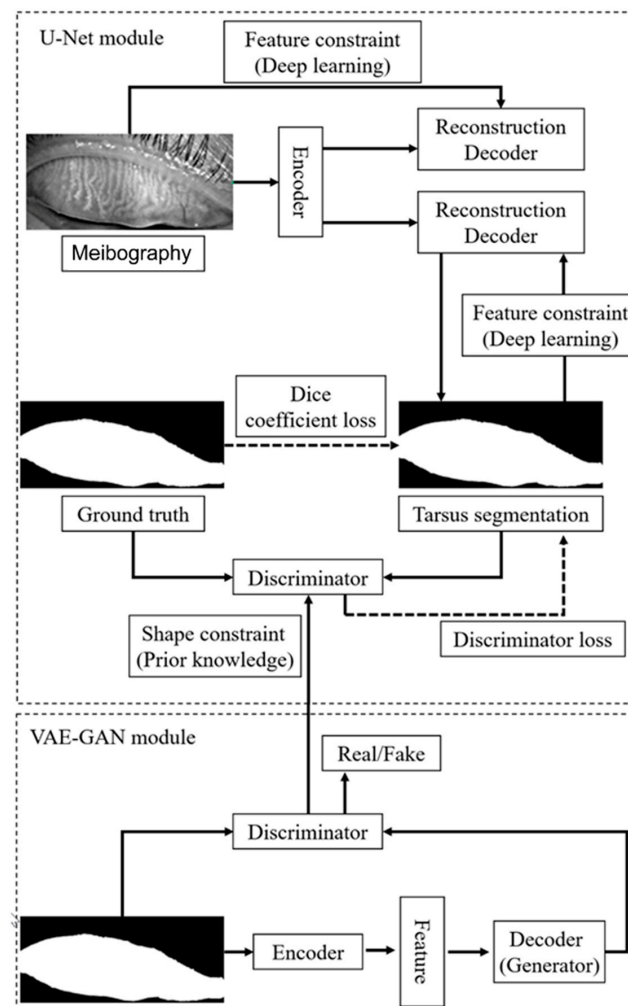 U-Net module
Feature constraint
(Deep learning)
Reconstruction
Decoder
Encoder
Reconstruction
Decoder
Meibography
Feature constraint
(Deep learning)
Dice
coefficient loss
Ground truth
Tarsus segmentation
Discriminator
Shape constraint
(Prior knowledge)
Discriminator loss
VAE-GAN module
Real/Fake
Discriminator
Encoder
Feature
Decoder
(Generator)